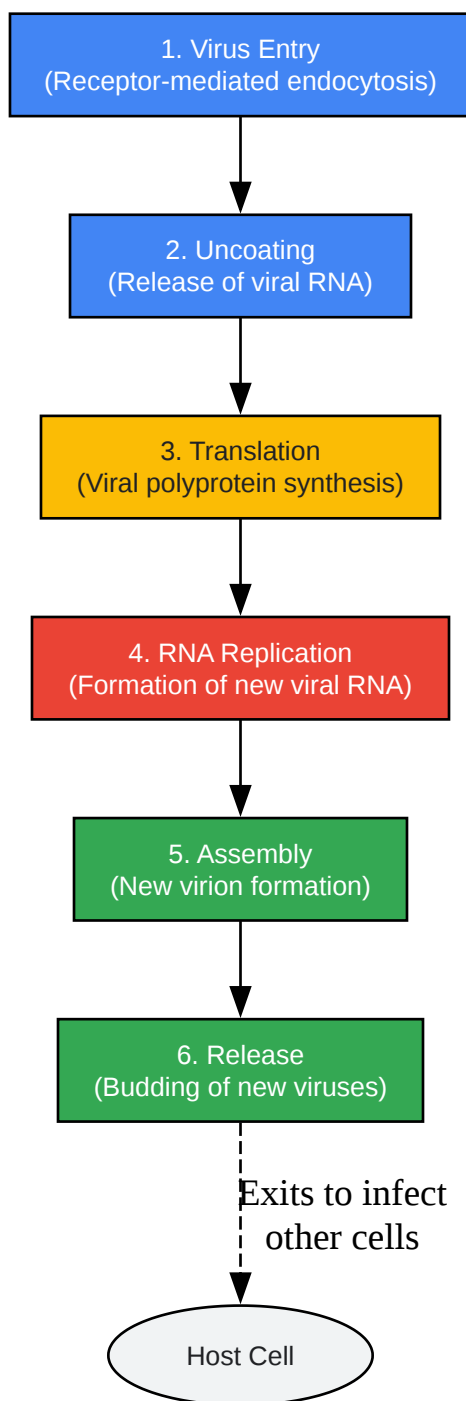 1. Virus Entry
(Receptor-mediated endocytosis)
2. Uncoating
(Release of viral RNA)
3. Translation
(Viral polyprotein synthesis)
4. RNA Replication
(Formation of new viral RNA)
5. Assembly
(New virion formation)
6. Release
(Budding of new viruses)
Exits to infect
other cells
Host Cell